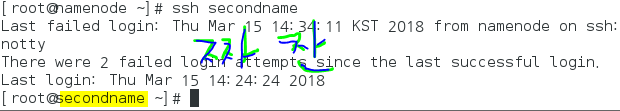 [root@namenode ~]# ssh secondname
Last failed login: Thu Mar 15 14:34:11 KST 2018 from namenode on ssh:
notty
짜잔
There were 2 failed login attempts since the last successful login.
Last login: Thu Mar 15 14:24:24 2018
[root@secondname ~]#